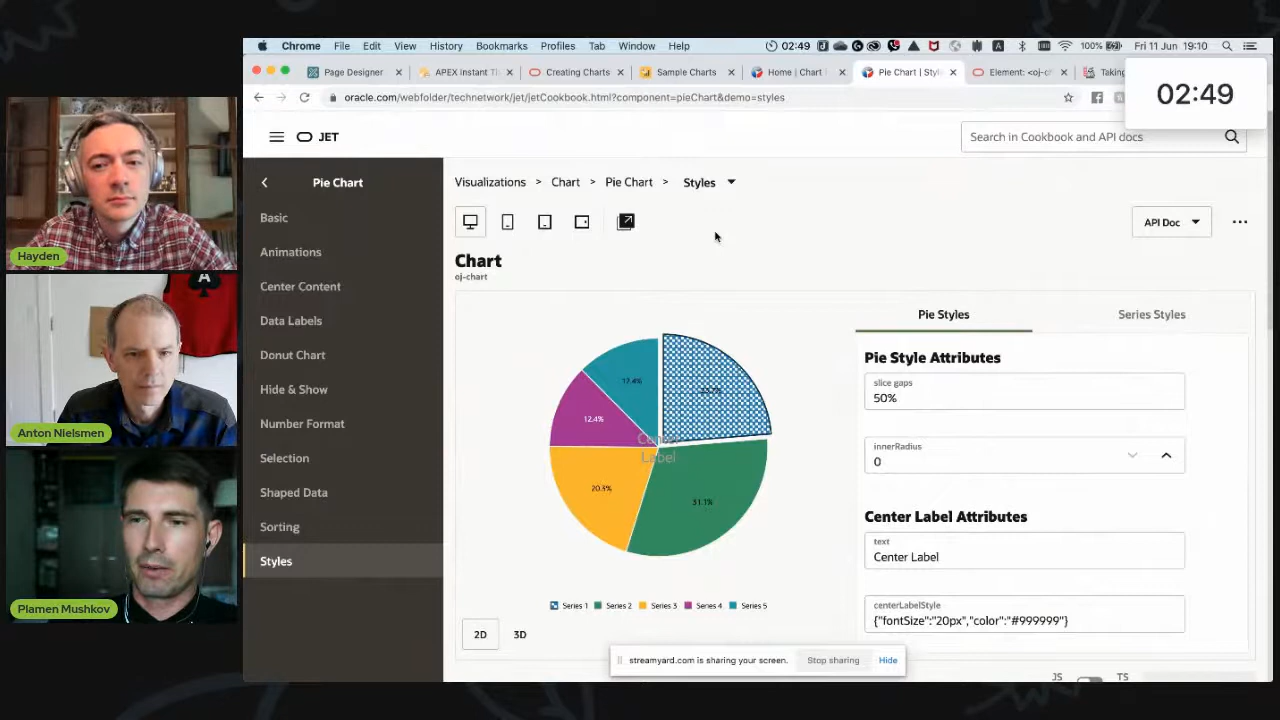 Chrome File Edit View History Bookmarks Profiles Tab Window Help 02:49 100% Fri 11 Jun 19:10
Page Designer
APEX Instant Ti
Creating Charts
Sample Charts
Home | Chart
Pie Chart | Style
Element: <oj-ch
Taking
02:49
oracle.com/webfolder/technetwork/jet/jetCookbook.html?component=pieChart&demo=styles
JET
Search in Cookbook and API docs
Pie Chart
Basic
Animations
Center Content
Data Labels
Donut Chart
Hide & Show
Number Format
Selection
Shaped Data
Sorting
Styles
Visualizations > Chart > Pie Chart > Styles
API Doc
Chart
oj-chart
17.4%
12.4%
20.3%
31.1%
Center
Label
Series 1 Series 2 Series 3 Series 4 Series 5
2D 3D
Pie Styles Series Styles
Pie Style Attributes
slice gaps
50%
innerRadius
0
Center Label Attributes
text
Center Label
centerLabelStyle
{"fontSize":"20px","color":"#999999"}
JS TS
streamyard.com is sharing your screen. Stop sharing Hide
A
Hayden
Anton Nielsmen
Plamen Mushkov